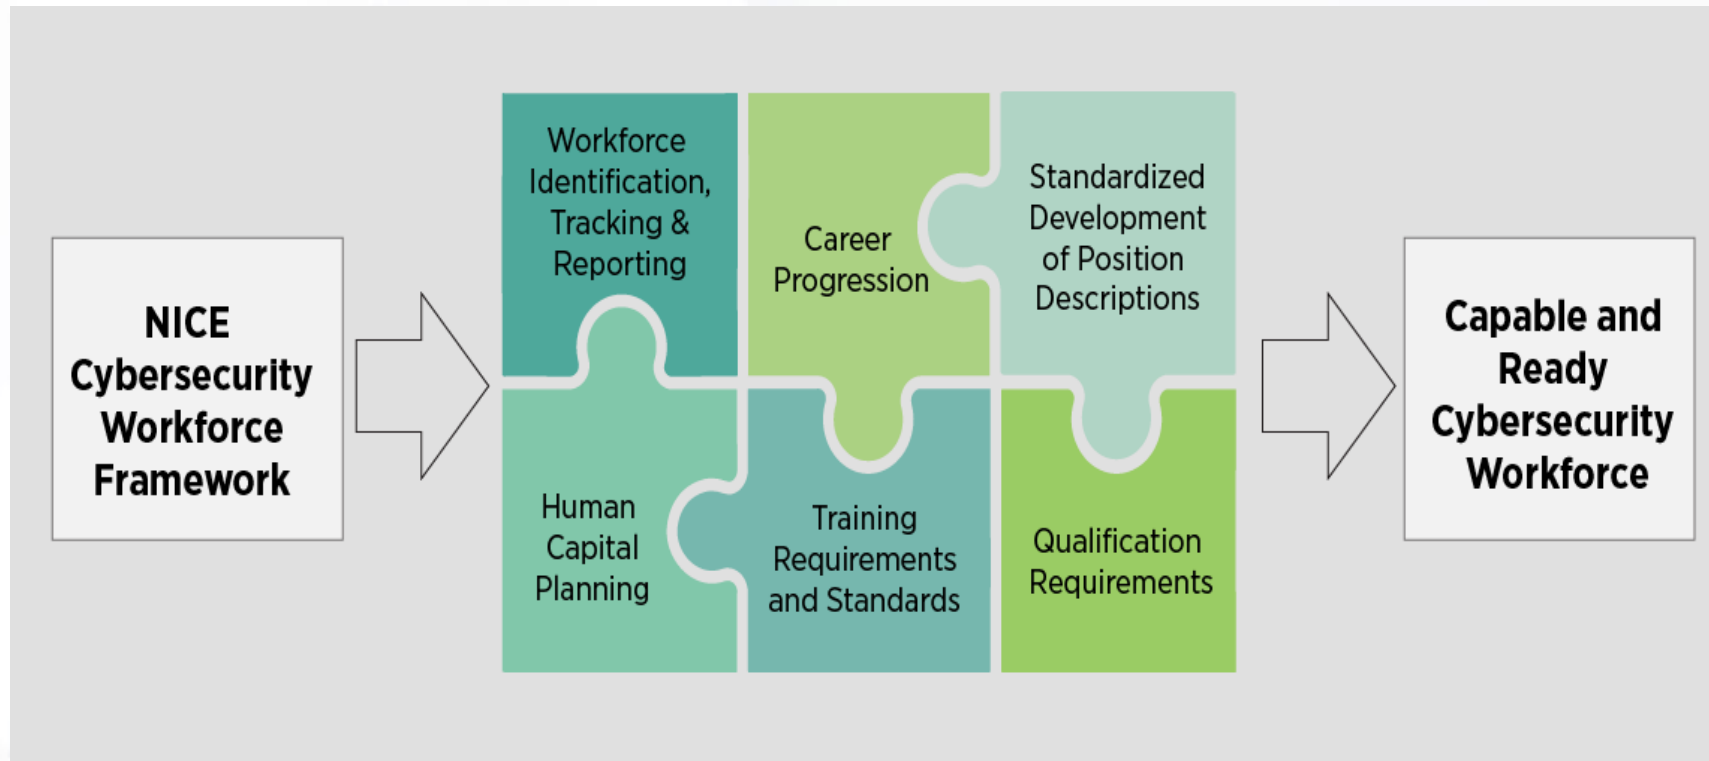 NICE
Cybersecurity
Workforce
Framework
Workforce
Identification,
Tracking &
Reporting
Career
Progression
Standardized
Development
of Position
Descriptions
Human
Capital
Planning
Training
Requirements
and Standards
Qualification
Requirements
Capable and
Ready
Cybersecurity
Workforce